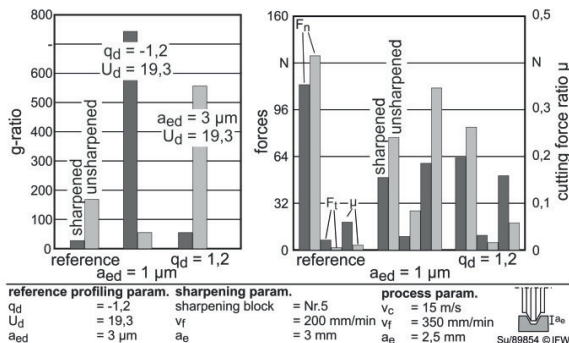 800
600
500
400
300
200
100
0
g-ratio
q_d = -1,2
U_d = 19,3
a_ed = 3 µm
U_d = 19,3
sharpened
unsharpened
reference
a_ed = 1 µm
q_d = 1,2
160
N
96
64
32
0
forces
F_n
F_t
µ
sharpened
unsharpened
0,5
N
0,3
0,2
0,1
0
cutting force ratio µ
reference
a_ed = 1 µm
q_d = 1,2
reference profiling param.
q_d = -1,2
U_d = 19,3
a_ed = 3 µm
sharpening param.
sharpening block = Nr.5
v_f = 200 mm/min
a_e = 3 mm
process param.
v_c = 15 m/s
v_f = 350 mm/min
a_e = 2,5 mm
a_e
Su/89854 © IFW